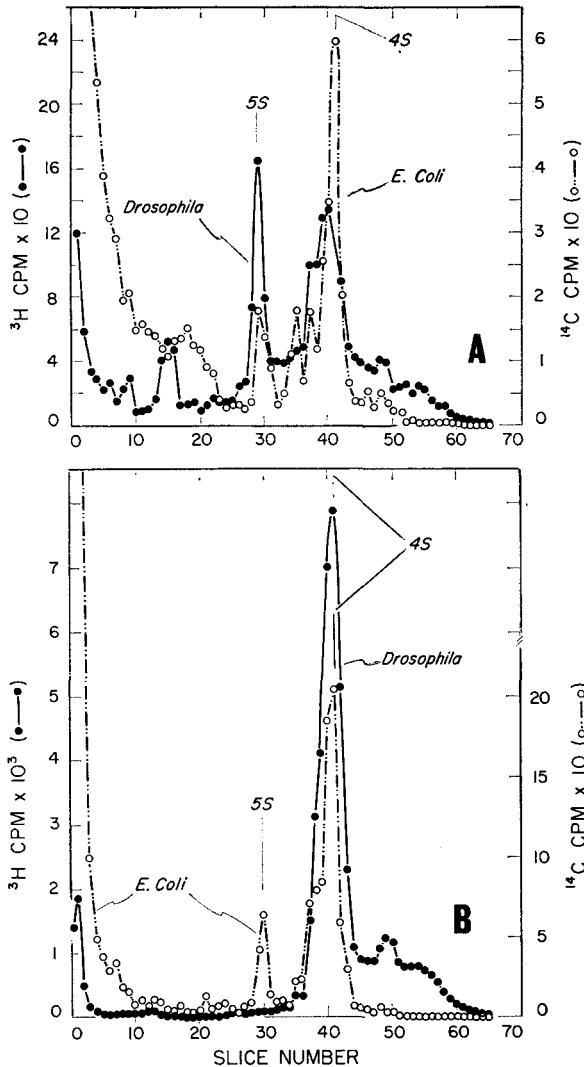 24
20
16
12
8
4
0
³H CPM x 10 (●—●)
5S
4S
Drosophila
E. Coli
A
6
5
4
3
2
1
0
¹⁴C CPM x 10 (o···—o)
0 10 20 30 40 50 60 70
7
6
5
4
3
2
1
0
³H CPM x 10³ (●—●)
4S
Drosophila
5S
E. Coli
B
20
10
5
0
¹⁴C CPM x 10 (o···—o)
0 10 20 30 40 50 60 70
SLICE NUMBER